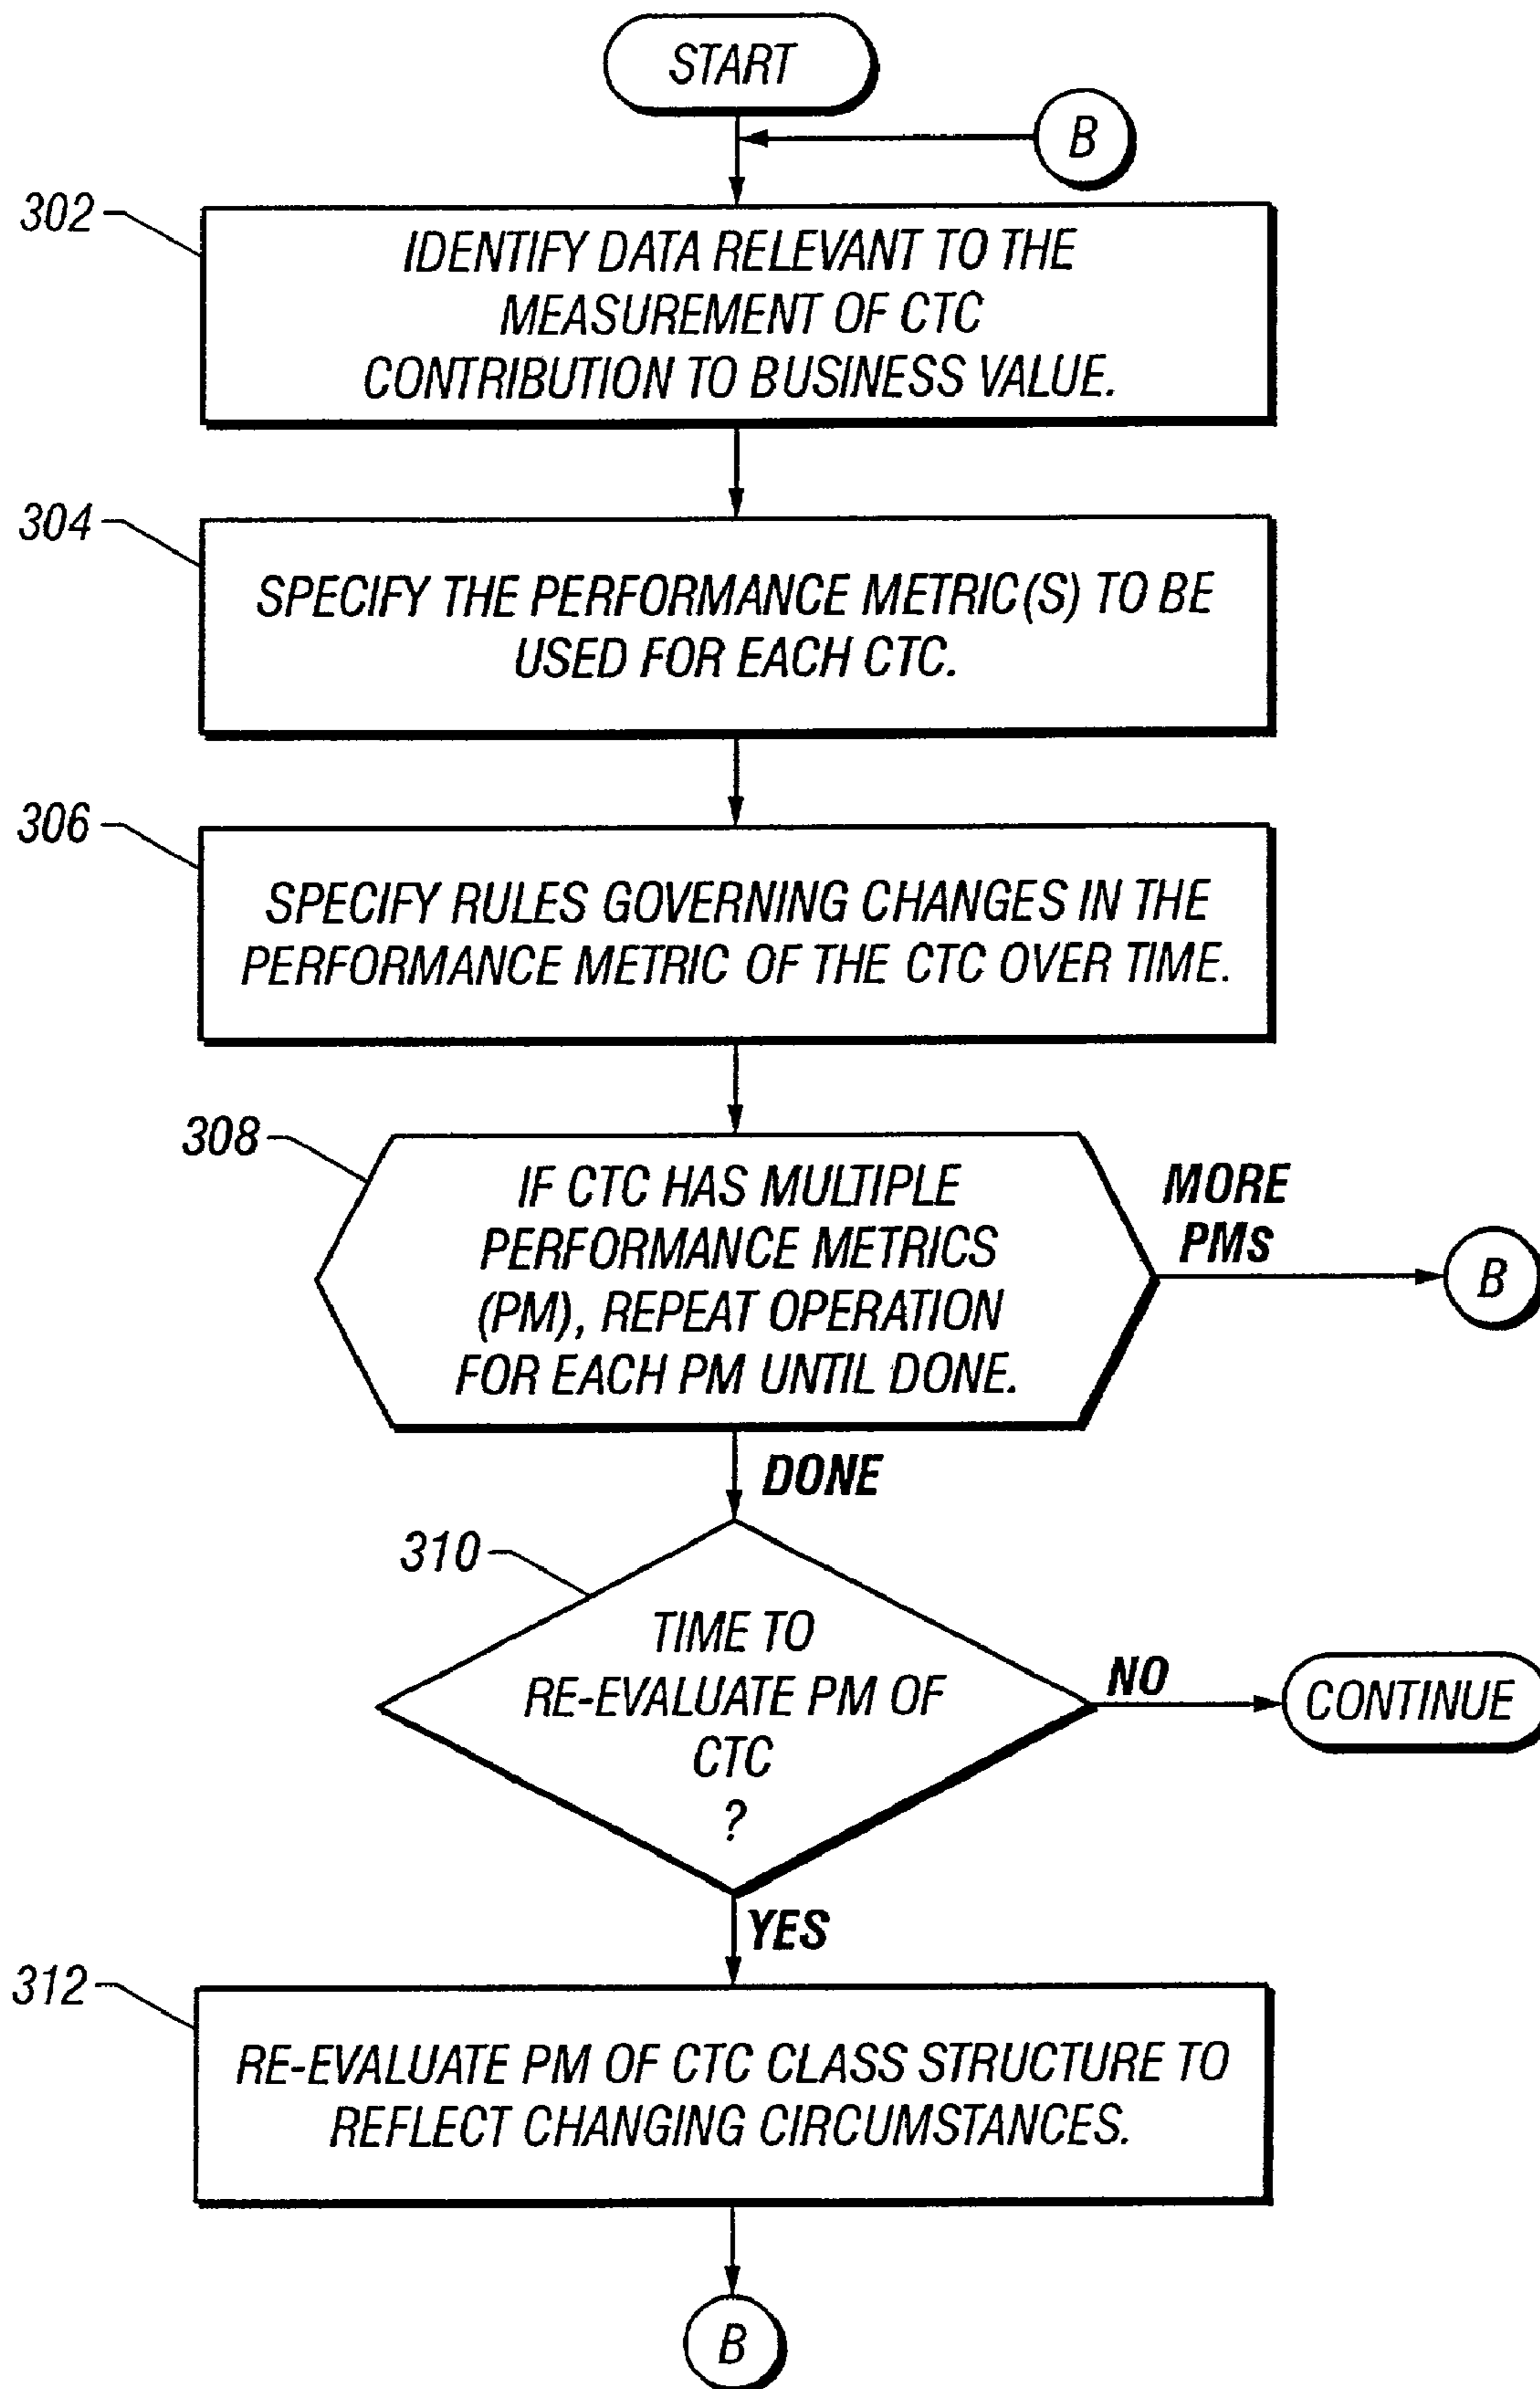 START
B
302
IDENTIFY DATA RELEVANT TO THE
MEASUREMENT OF CTC
CONTRIBUTION TO BUSINESS VALUE.
304
SPECIFY THE PERFORMANCE METRIC(S) TO BE
USED FOR EACH CTC.
306
SPECIFY RULES GOVERNING CHANGES IN THE
PERFORMANCE METRIC OF THE CTC OVER TIME.
308
IF CTC HAS MULTIPLE
PERFORMANCE METRICS
(PM), REPEAT OPERATION
FOR EACH PM UNTIL DONE.
MORE
PMs
B
DONE
310
TIME TO
RE-EVALUATE PM OF
CTC
?
NO
CONTINUE
YES
312
RE-EVALUATE PM OF CTC CLASS STRUCTURE TO
REFLECT CHANGING CIRCUMSTANCES.
B